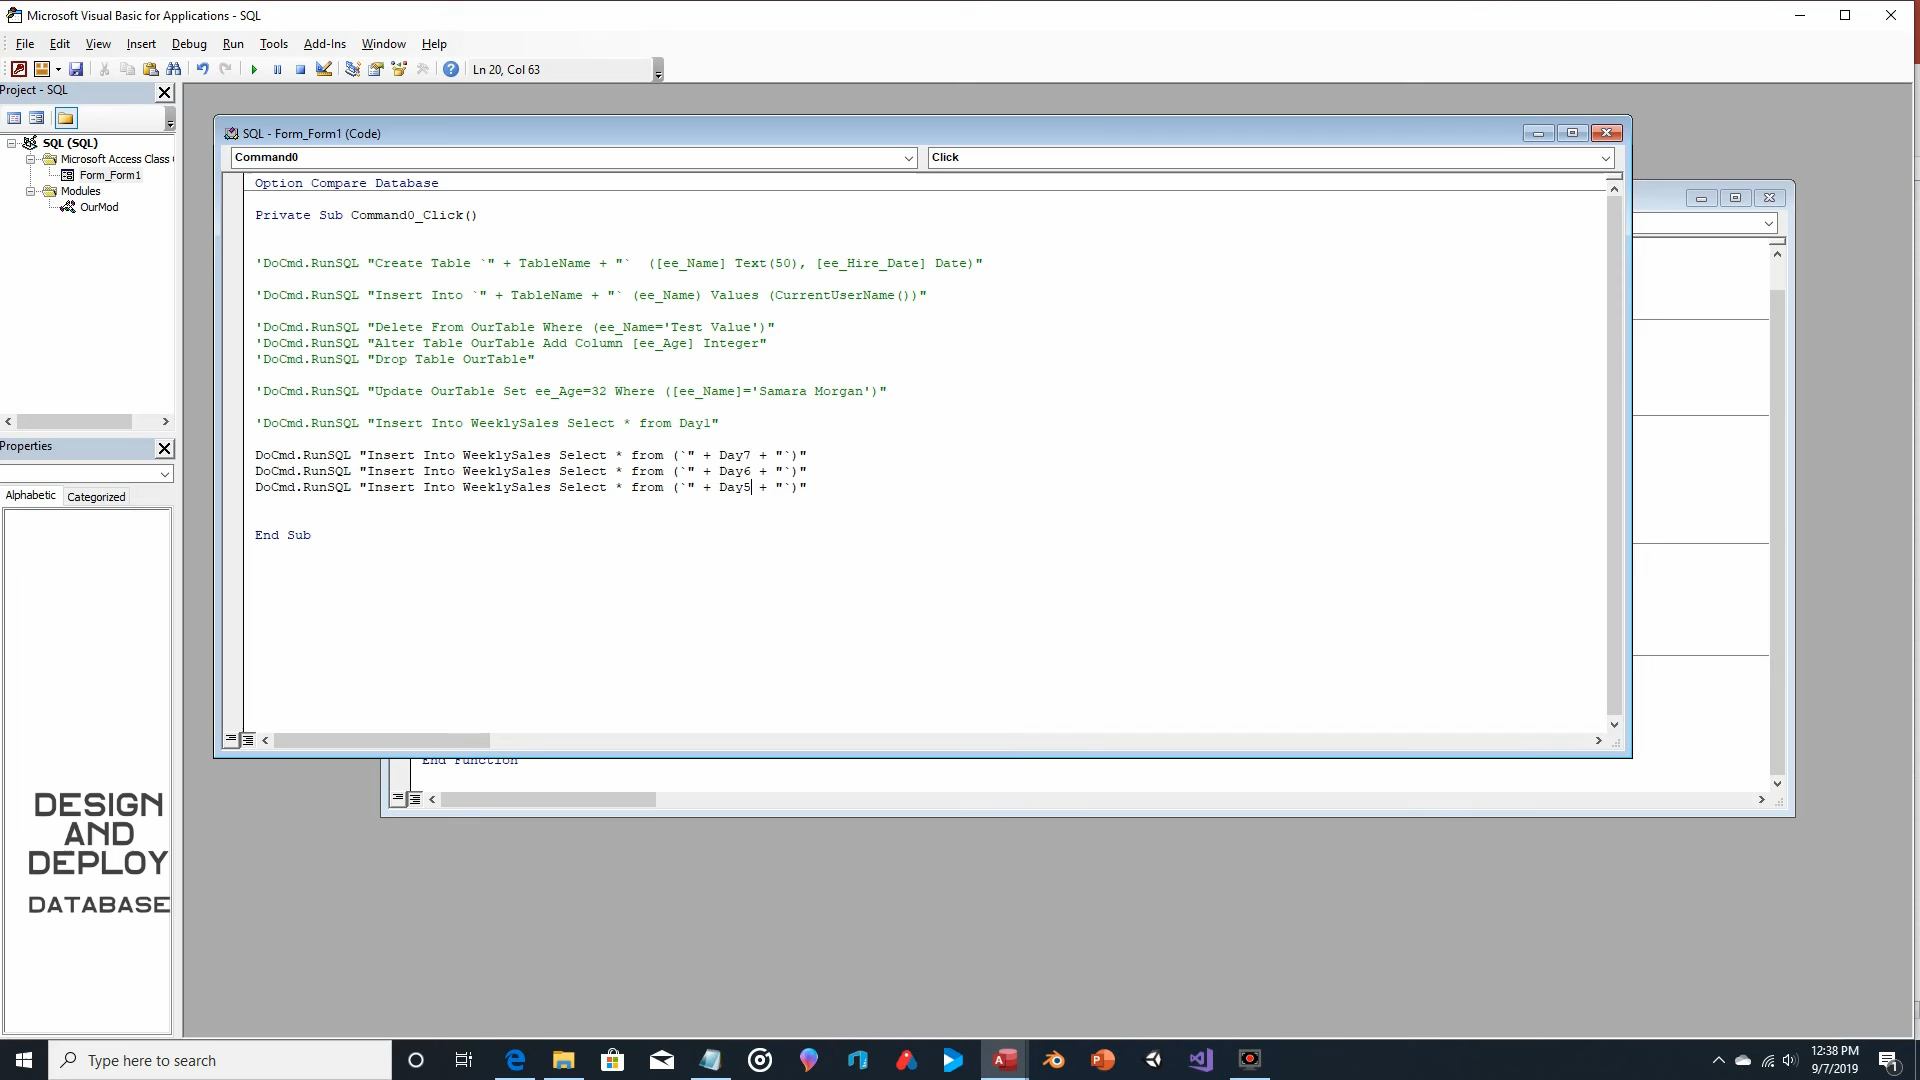 Microsoft Visual Basic for Applications - SQL
File Edit View Insert Debug Run Tools Add-Ins Window Help
Ln 20, Col 63
Project - SQL
SQL (SQL)
Microsoft Access Class
Form_Form1
Modules
OurMod
Properties
Alphabetic Categorized
DESIGN
AND
DEPLOY
DATABASE
SQL - Form_Form1 (Code)
Command0 Click
Option Compare Database
Private Sub Command0_Click()
'DoCmd.RunSQL "Create Table `" + TableName + "`  ([ee_Name] Text(50), [ee_Hire_Date] Date)"
'DoCmd.RunSQL "Insert Into `" + TableName + "` (ee_Name) Values (CurrentUserName())"
'DoCmd.RunSQL "Delete From OurTable Where (ee_Name='Test Value')"
'DoCmd.RunSQL "Alter Table OurTable Add Column [ee_Age] Integer"
'DoCmd.RunSQL "Drop Table OurTable"
'DoCmd.RunSQL "Update OurTable Set ee_Age=32 Where ([ee_Name]='Samara Morgan')"
'DoCmd.RunSQL "Insert Into WeeklySales Select * from Day1"
DoCmd.RunSQL "Insert Into WeeklySales Select * from (`" + Day7 + "`)"
DoCmd.RunSQL "Insert Into WeeklySales Select * from (`" + Day6 + "`)"
DoCmd.RunSQL "Insert Into WeeklySales Select * from (`" + Day5 + "`)"
End Sub
End Function
Type here to search
12:38 PM
9/7/2019
1